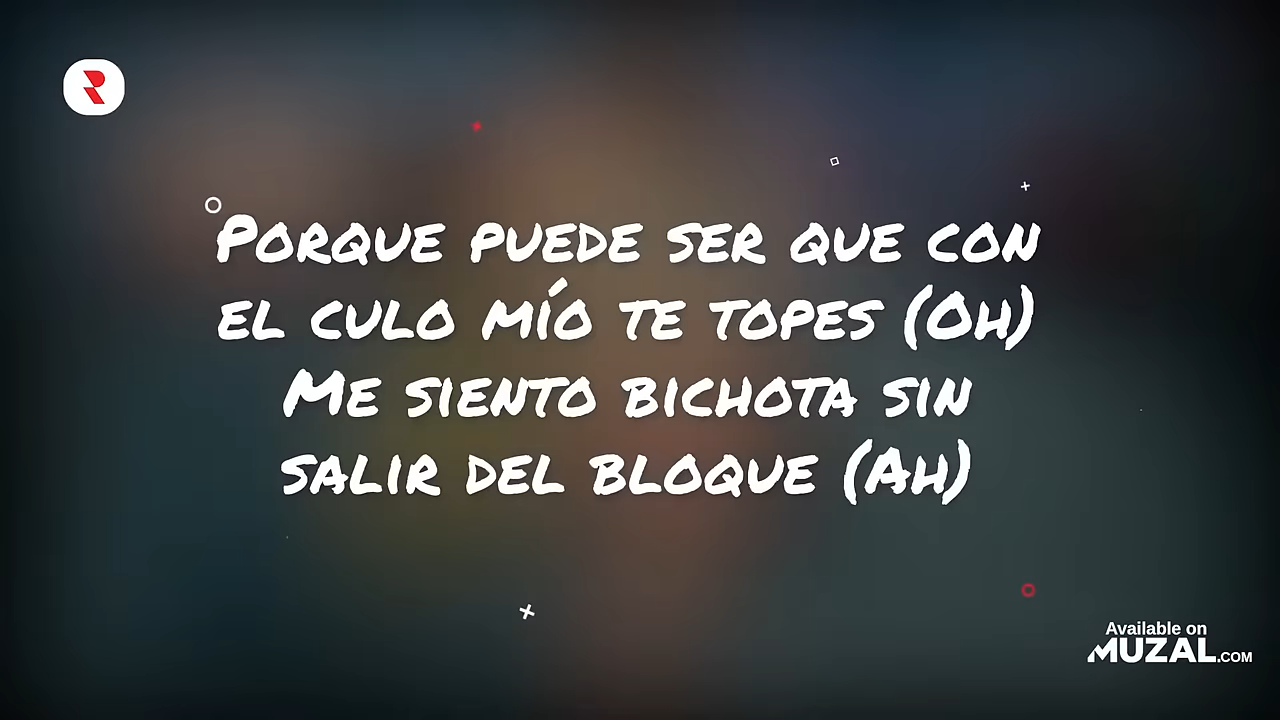 Porque puede ser que con
el culo mío te topes (Oh)
Me siento bichota sin
salir del bloque (Ah)
Available on
MUZAL.COM